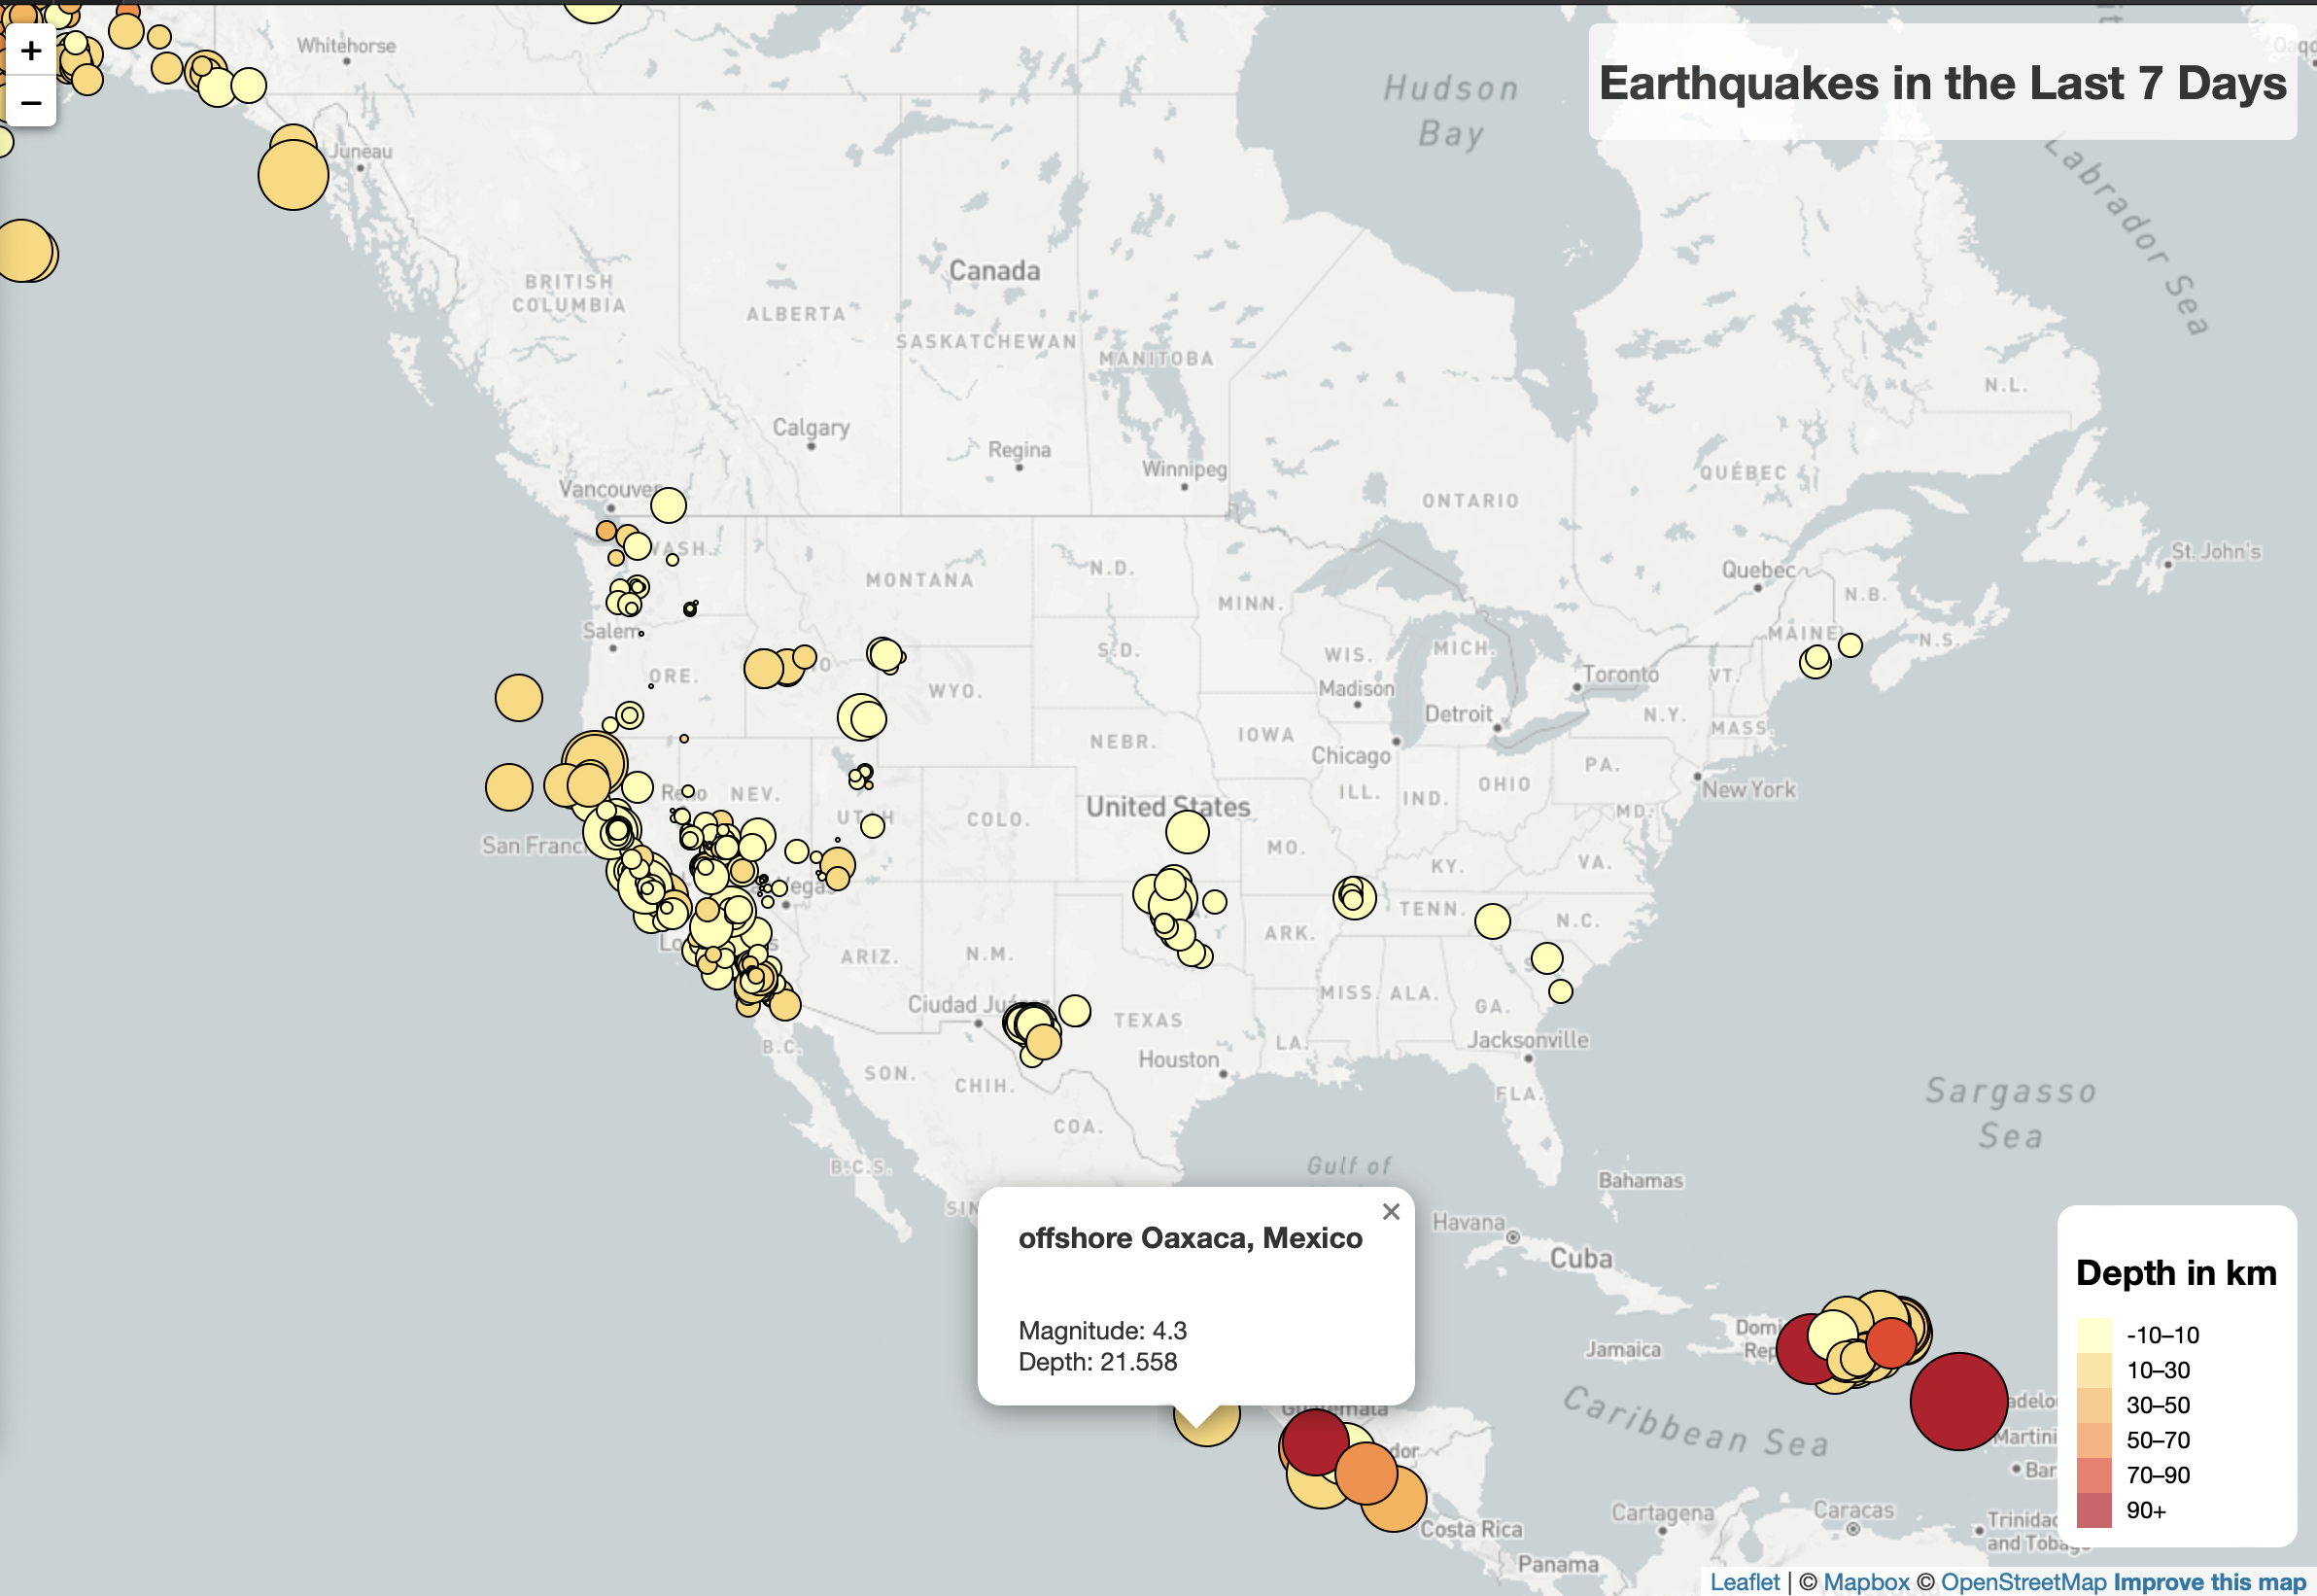 +
−
Whitehorse
Hudson
Bay
Earthquakes in the Last 7 Days
Labrador Sea
Juneau
Canada
BRITISH
COLUMBIA
ALBERTA
SASKATCHEWAN
MANITOBA
N.L.
Calgary
Regina
Winnipeg
QUÉBEC
ONTARIO
Vancouver
WASH.
St. John's
MONTANA
N.D.
Quebec
N.B.
MINN.
Salem
MAINE
N.S.
S.D.
WIS.
MICH.
ORE.
Toronto
VT.
WYO.
Madison
Detroit
N.Y.
MASS.
NEBR.
IOWA
Chicago
PA.
Reno
NEV.
ILL.
IND.
OHIO
New York
United States
UTAH
COLO.
MD.
San Franc
MO.
KY.
VA.
Vegas
TENN.
N.C.
ARK.
ARIZ.
N.M.
MISS.
ALA.
GA.
Ciudad Juárez
TEXAS
LA.
Jacksonville
B.C.
Houston
SON.
CHIH.
FLA.
Sargasso
Sea
COA.
B.C.S.
Gulf of
Bahamas
SIN
×
offshore Oaxaca, Mexico
Magnitude: 4.3
Depth: 21.558
Havana
Cuba
Jamaica
Domi
Rep
Guatemala
dor
Caribbean Sea
adelo
Martini
Bar
Costa Rica
Panama
Cartagena
Caracas
Trinidad
and Tobago
Depth in km
-10–10
10–30
30–50
50–70
70–90
90+
Leaflet | © Mapbox © OpenStreetMap Improve this map